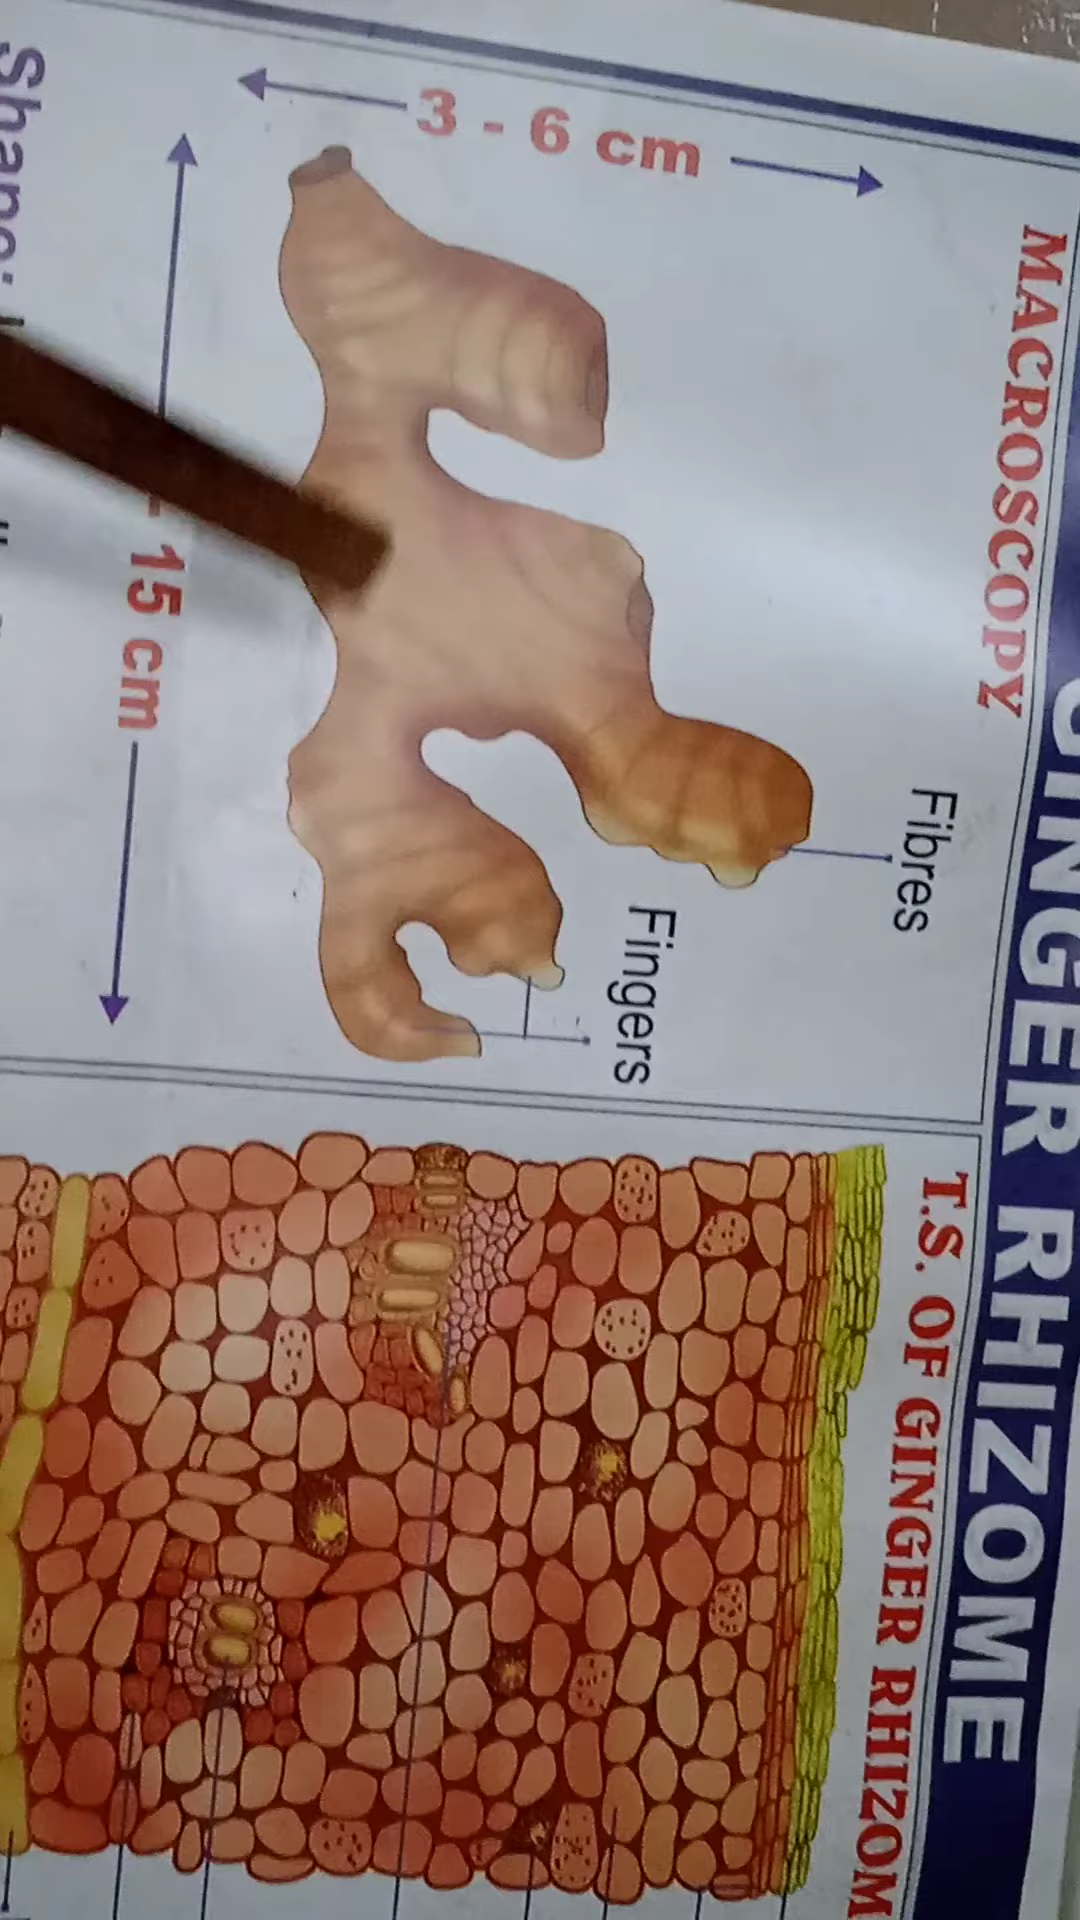 GINGER RHIZOME
MACROSCOPY
3 - 6 cm
Fibres
Fingers
15 cm
T.S. OF GINGER RHIZOM